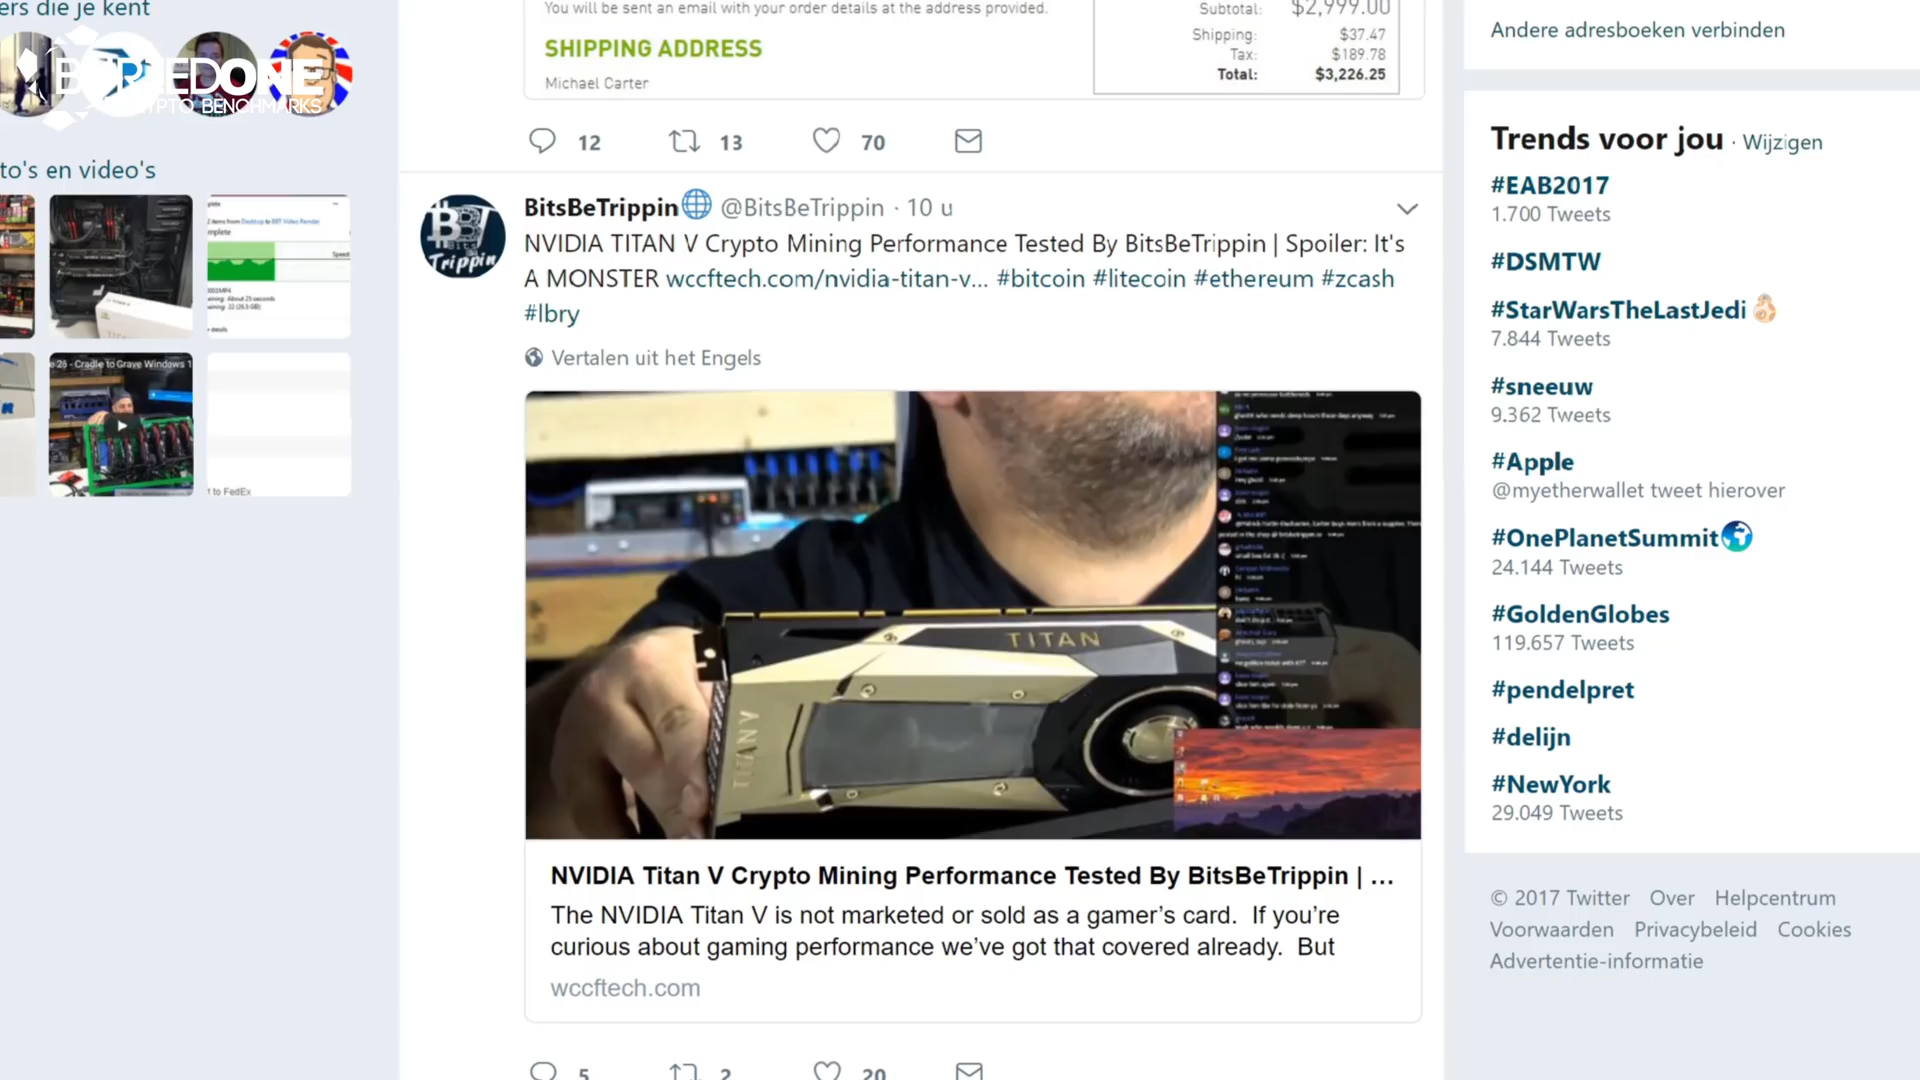 ers die je kent
CRYPTO BENCHMARKS
to's en video's
You will be sent an email with your order details at the address provided.
SHIPPING ADDRESS
Michael Carter
Subtotal: $2,999.00
Shipping: $37.47
Tax: $189.78
Total: $3,226.25
12 13 70
BitsBeTrippin @BitsBeTrippin · 10 u
NVIDIA TITAN V Crypto Mining Performance Tested By BitsBeTrippin | Spoiler: It's
A MONSTER wccftech.com/nvidia-titan-v... #bitcoin #litecoin #ethereum #zcash
#lbry
Vertalen uit het Engels
TITAN
TITAN V
NVIDIA Titan V Crypto Mining Performance Tested By BitsBeTrippin | ...
The NVIDIA Titan V is not marketed or sold as a gamer's card. If you're
curious about gaming performance we've got that covered already. But
wccftech.com
5 2 20
Andere adresboeken verbinden
Trends voor jou · Wijzigen
#EAB2017
1.700 Tweets
#DSMTW
#StarWarsTheLastJedi
7.844 Tweets
#sneeuw
9.362 Tweets
#Apple
@myetherwallet tweet hierover
#OnePlanetSummit
24.144 Tweets
#GoldenGlobes
119.657 Tweets
#pendelpret
#delijn
#NewYork
29.049 Tweets
© 2017 Twitter Over Helpcentrum
Voorwaarden Privacybeleid Cookies
Advertentie-informatie